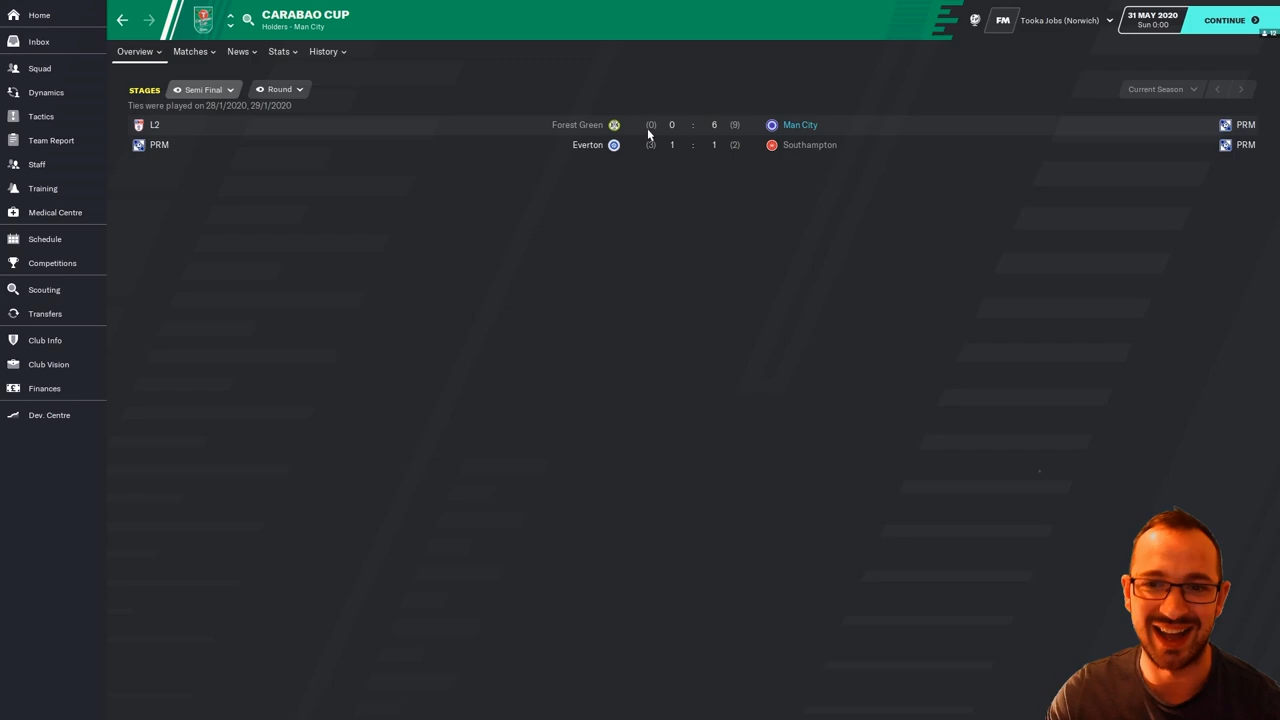 Home
Inbox
Squad
Dynamics
Tactics
Team Report
Staff
Training
Medical Centre
Schedule
Competitions
Scouting
Transfers
Club Info
Club Vision
Finances
Dev. Centre
CARABAO CUP
Holders - Man City
FM
Tooka Jobs (Norwich)
31 MAY 2020
Sun 0:00
CONTINUE
12
Overview Matches News Stats History
STAGES Semi Final Round Current Season
Ties were played on 28/1/2020, 29/1/2020
L2 Forest Green (0) 0 : 6 (9) Man City PRM
PRM Everton (3) 1 : 1 (2) Southampton PRM